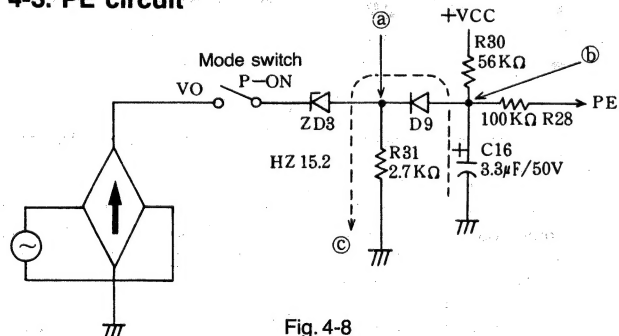 4-3. PE circuit
ⓐ
+VCC
R30
56KΩ
ⓑ
Mode switch
P-ON
VO
ZD3
D9
100KΩ R28
PE
HZ 15.2
R31
2.7KΩ
+
C16
3.3μF/50V
ⓒ
Fig. 4-8